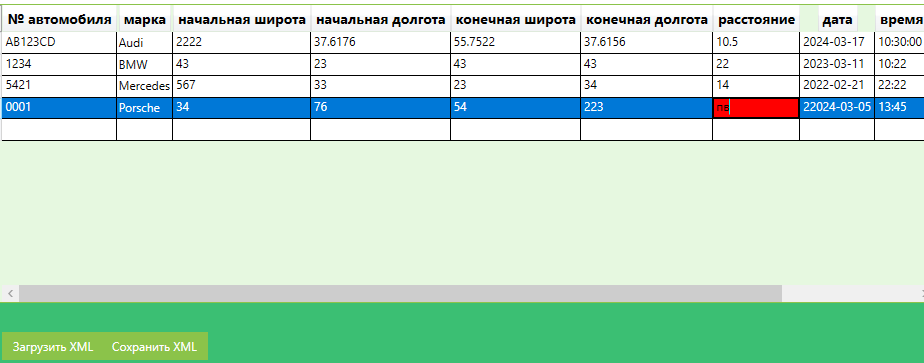 № автомобиля марка начальная широта начальная долгота конечная широта конечная долгота расстояние дата время
AB123CD Audi 2222 37.6176 55.7522 37.6156 10.5 2024-03-17 10:30:00
1234 BMW 43 23 43 43 22 2023-03-11 10:22
5421 Mercedes 567 33 23 34 14 2022-02-21 22:22
0001 Porsche 34 76 54 223 пв 22024-03-05 13:45
Загрузить XML Сохранить XML